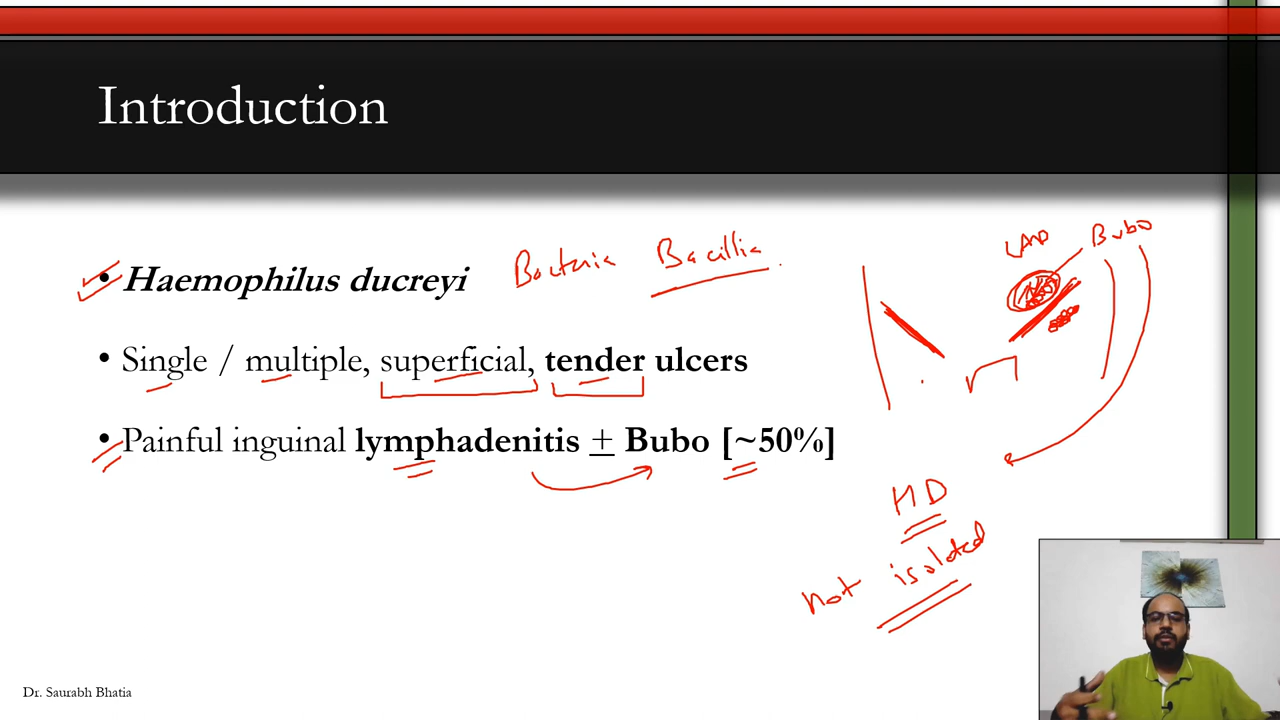 Introduction
• Haemophilus ducreyi
Bacteria Bacillia
LAD Bubo
• Single / multiple, superficial, tender ulcers
• Painful inguinal lymphadenitis ± Bubo [~50%]
HD
not isolated
Dr. Saurabh Bhatia